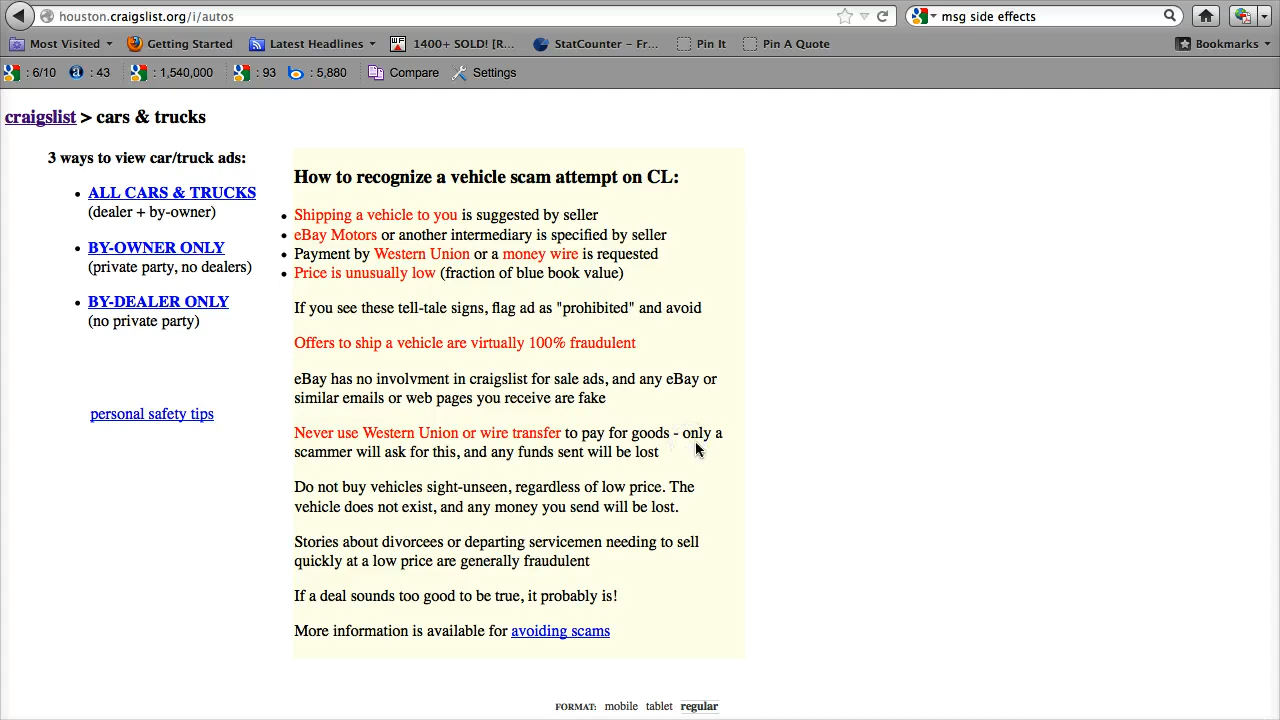 houston.craigslist.org/i/autos
msg side effects
Most Visited
Getting Started
Latest Headlines
1400+ SOLD! [R...
StatCounter – Fr...
Pin It
Pin A Quote
Bookmarks
: 6/10
: 43
: 1,540,000
: 93
: 5,880
Compare
Settings
craigslist > cars & trucks
3 ways to view car/truck ads:
• ALL CARS & TRUCKS
(dealer + by-owner)
• BY-OWNER ONLY
(private party, no dealers)
• BY-DEALER ONLY
(no private party)
personal safety tips
How to recognize a vehicle scam attempt on CL:
• Shipping a vehicle to you is suggested by seller
• eBay Motors or another intermediary is specified by seller
• Payment by Western Union or a money wire is requested
• Price is unusually low (fraction of blue book value)
If you see these tell-tale signs, flag ad as "prohibited" and avoid
Offers to ship a vehicle are virtually 100% fraudulent
eBay has no involvment in craigslist for sale ads, and any eBay or
similar emails or web pages you receive are fake
Never use Western Union or wire transfer to pay for goods - only a
scammer will ask for this, and any funds sent will be lost
Do not buy vehicles sight-unseen, regardless of low price. The
vehicle does not exist, and any money you send will be lost.
Stories about divorcees or departing servicemen needing to sell
quickly at a low price are generally fraudulent
If a deal sounds too good to be true, it probably is!
More information is available for avoiding scams
FORMAT: mobile tablet regular